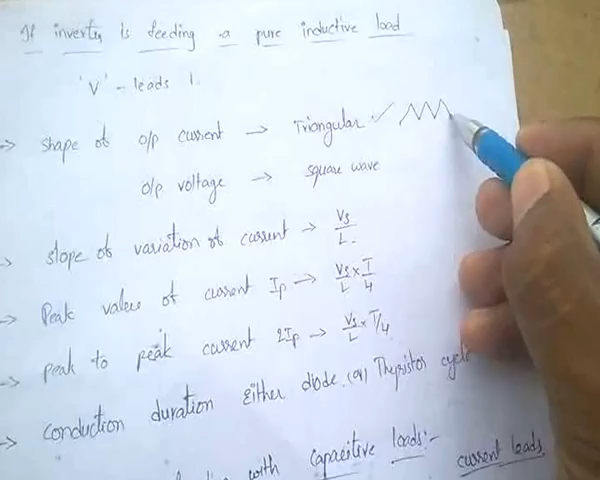 If inverter is feeding a pure inductive load
'V' - leads I.
→ shape of o/p current → Triangular ✓
o/p voltage → square wave
→ slope of variation of current → Vs/L.
→ Peak value of current Ip → Vs/L × T/4
→ Peak to peak current 2Ip → Vs/L × T/4
→ conduction duration either diode (or) Thyristor cycle
with capacitive loads:- current leads